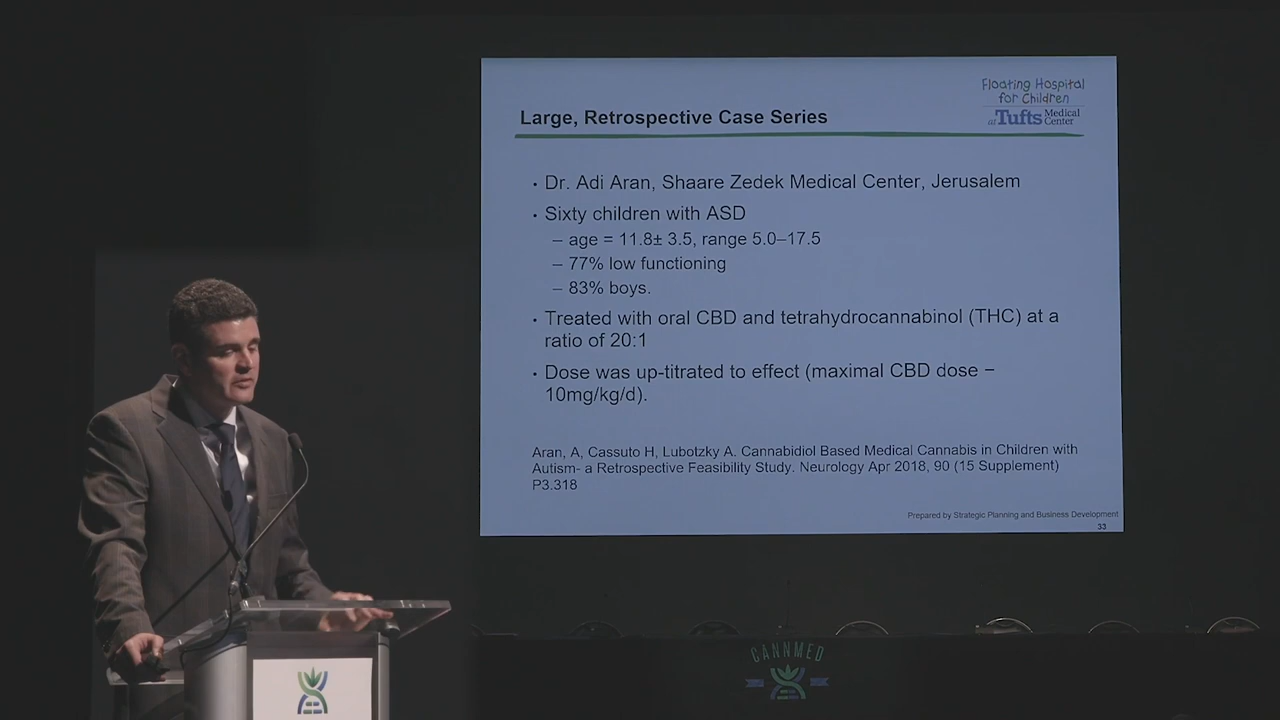 Floating Hospital
for Children
at Tufts Medical
Center
Large, Retrospective Case Series
• Dr. Adi Aran, Shaare Zedek Medical Center, Jerusalem
• Sixty children with ASD
– age = 11.8± 3.5, range 5.0–17.5
– 77% low functioning
– 83% boys.
• Treated with oral CBD and tetrahydrocannabinol (THC) at a
ratio of 20:1
• Dose was up-titrated to effect (maximal CBD dose −
10mg/kg/d).
Aran, A, Cassuto H, Lubotzky A. Cannabidiol Based Medical Cannabis in Children with
Autism- a Retrospective Feasibility Study. Neurology Apr 2018, 90 (15 Supplement)
P3.318
Prepared by Strategic Planning and Business Development
33
CANNMED